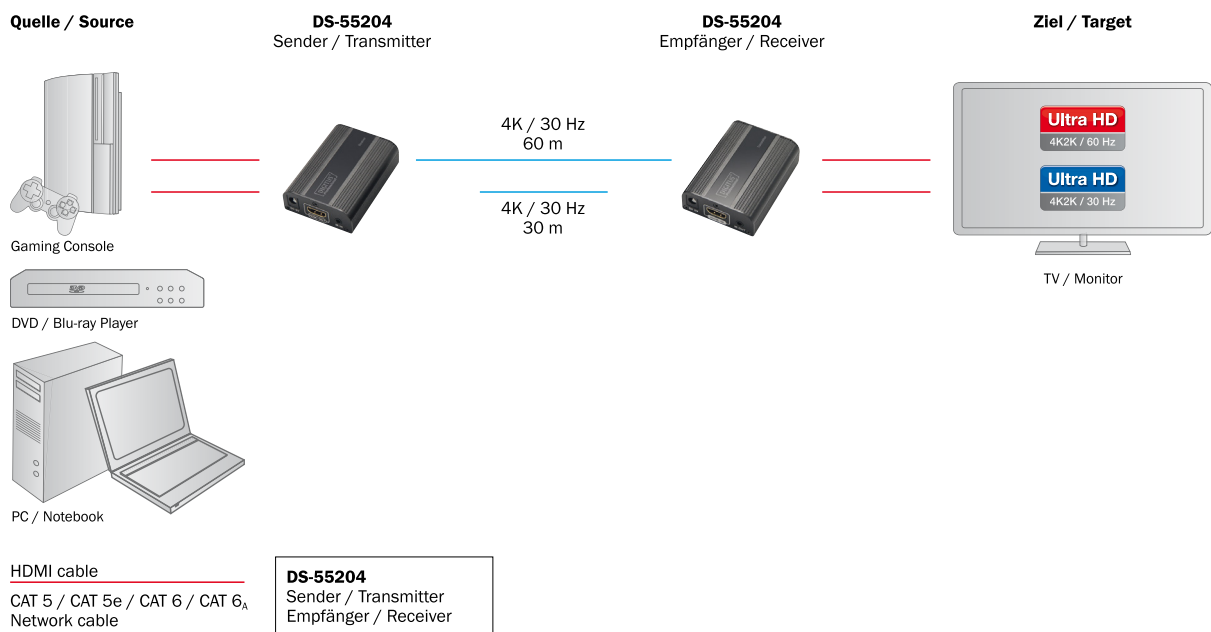 Quelle / Source
DS-55204
Sender / Transmitter
DS-55204
Empfänger / Receiver
Ziel / Target
4K / 30 Hz
60 m
4K / 30 Hz
30 m
Ultra HD
4K2K / 60 Hz
Ultra HD
4K2K / 30 Hz
Gaming Console
TV / Monitor
DVD / Blu-ray Player
PC / Notebook
HDMI cable
CAT 5 / CAT 5e / CAT 6 / CAT 6A
Network cable
DS-55204
Sender / Transmitter
Empfänger / Receiver